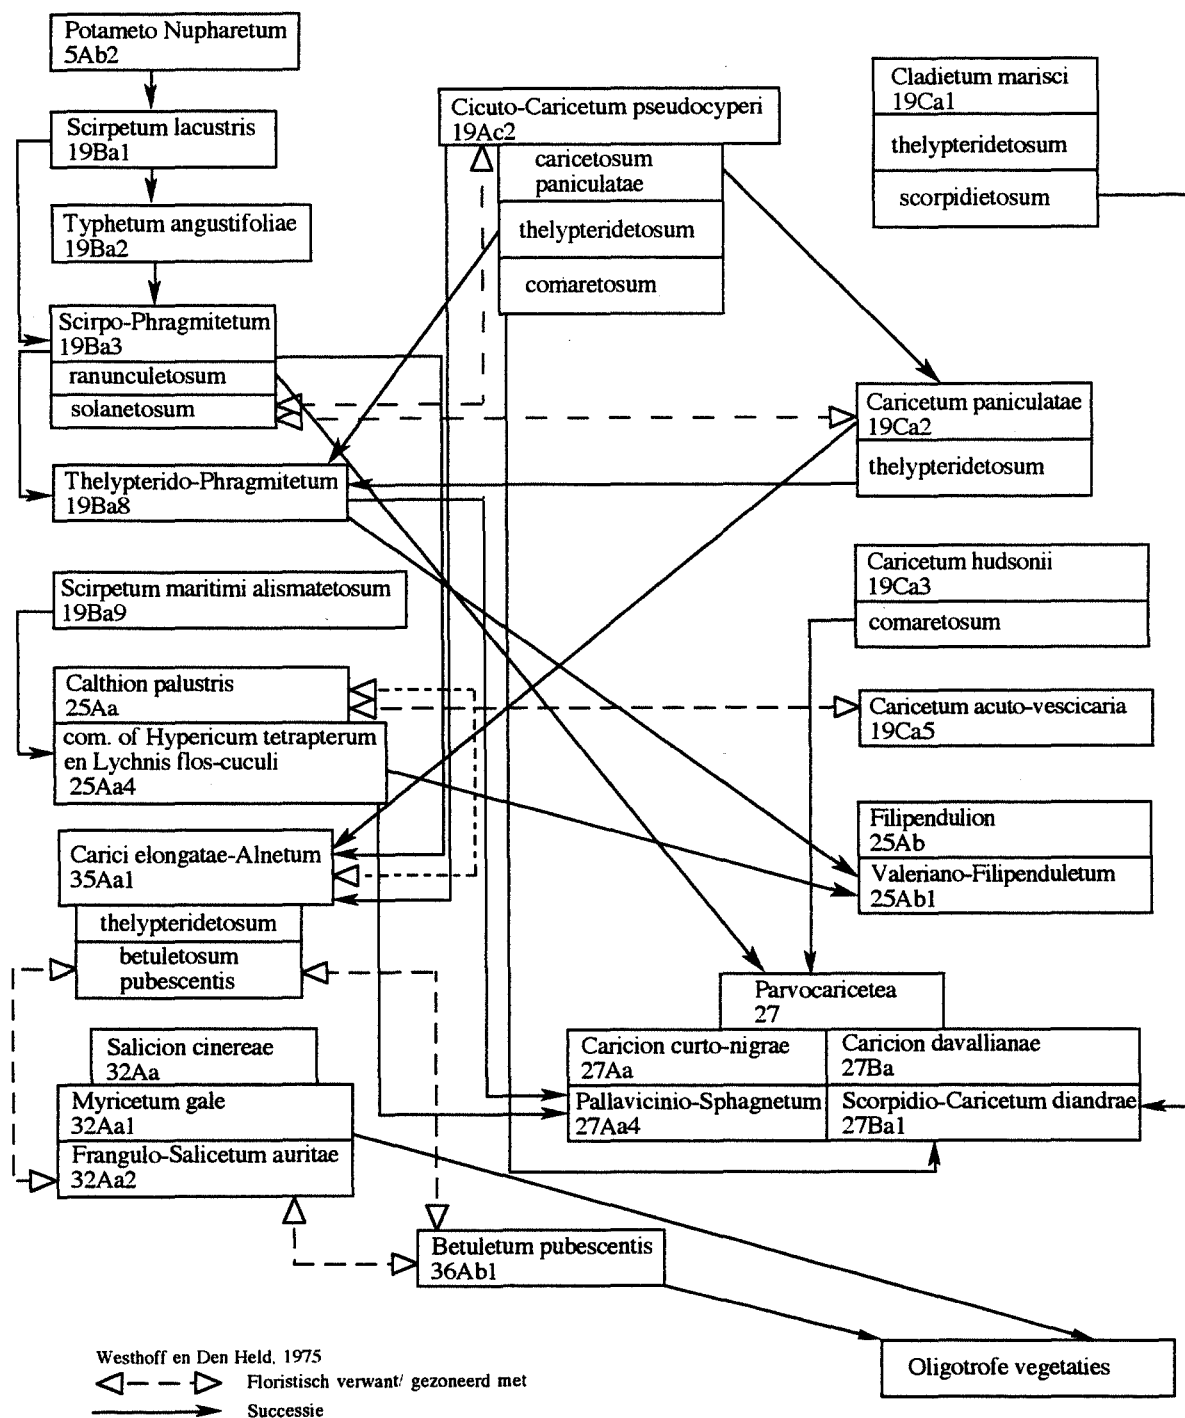 Potameto Nupharetum
5Ab2
Scirpetum lacustris
19Ba1
Typhetum angustifoliae
19Ba2
Scirpo-Phragmitetum
19Ba3
ranunculetosum
solanetosum
Thelypterido-Phragmitetum
19Ba8
Scirpetum maritimi alismatetosum
19Ba9
Calthion palustris
25Aa
com. of Hypericum tetrapterum
en Lychnis flos-cuculi
25Aa4
Carici elongatae-Alnetum
35Aa1
thelypteridetosum
betuletosum
pubescentis
Salicion cinereae
32Aa
Myricetum gale
32Aa1
Frangulo-Salicetum auritae
32Aa2
Cicuto-Caricetum pseudocyperi
19Ac2
caricetosum
paniculatae
thelypteridetosum
comaretosum
Cladietum marisci
19Ca1
thelypteridetosum
scorpidietosum
Caricetum paniculatae
19Ca2
thelypteridetosum
Caricetum hudsonii
19Ca3
comaretosum
Caricetum acuto-vescicaria
19Ca5
Filipendulion
25Ab
Valeriano-Filipenduletum
25Ab1
Parvocaricetea
27
Caricion curto-nigrae
27Aa
Caricion davallianae
27Ba
Pallavicinio-Sphagnetum
27Aa4
Scorpidio-Caricetum diandrae
27Ba1
Betuletum pubescentis
36Ab1
Oligotrofe vegetaties
Westhoff en Den Held, 1975
Floristisch verwant/ gezoneerd met
Successie